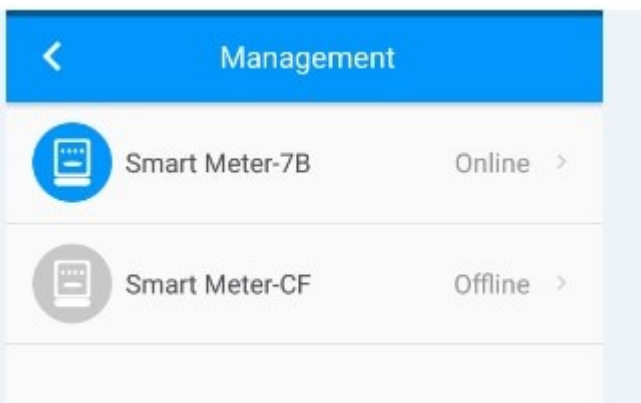 Management
Smart Meter-7B Online
Smart Meter-CF Offline